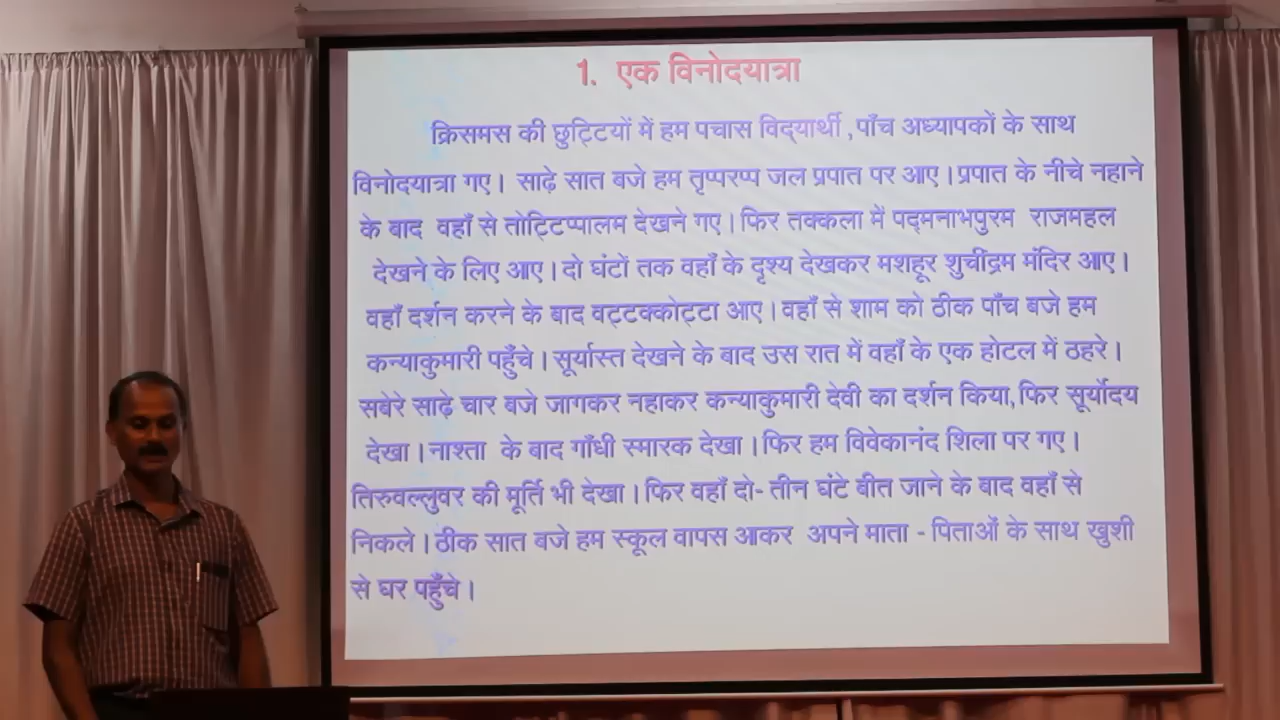 1. एक विनोदयात्रा
क्रिसमस की छुट्टियों में हम पचास विद्यार्थी ,पाँच अध्यापकों के साथ
विनोदयात्रा गए। साढ़े सात बजे हम तृप्परप्प जल प्रपात पर आए। प्रपात के नीचे नहाने
के बाद वहाँ से तोट्टिप्पालम देखने गए। फिर तक्कला में पद्मनाभपुरम राजमहल
देखने के लिए आए। दो घंटों तक वहाँ के दृश्य देखकर मशहूर शुचींद्रम मंदिर आए।
वहाँ दर्शन करने के बाद वट्टक्कोट्टा आए। वहाँ से शाम को ठीक पाँच बजे हम
कन्याकुमारी पहुँचे। सूर्यास्त देखने के बाद उस रात में वहाँ के एक होटल में ठहरे।
सबेरे साढ़े चार बजे जागकर नहाकर कन्याकुमारी देवी का दर्शन किया, फिर सूर्योदय
देखा। नाश्ता के बाद गाँधी स्मारक देखा। फिर हम विवेकानंद शिला पर गए।
तिरुवल्लुवर की मूर्ति भी देखा। फिर वहाँ दो- तीन घंटे बीत जाने के बाद वहाँ से
निकले। ठीक सात बजे हम स्कूल वापस आकर अपने माता - पिताओं के साथ खुशी
से घर पहुँचे।